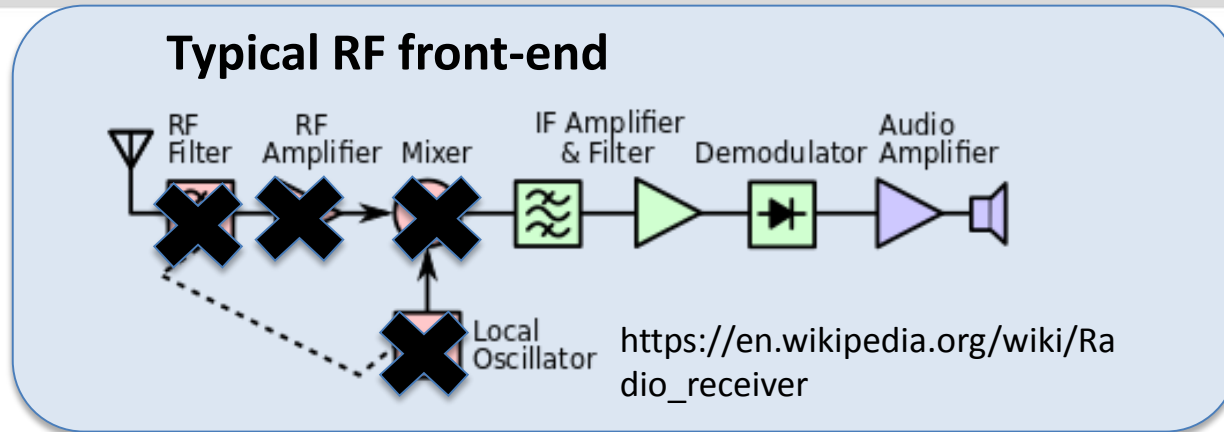 Typical RF front-end
RF Filter
RF Amplifier
Mixer
IF Amplifier & Filter
Demodulator
Audio Amplifier
Local Oscillator
https://en.wikipedia.org/wiki/Ra
dio_receiver